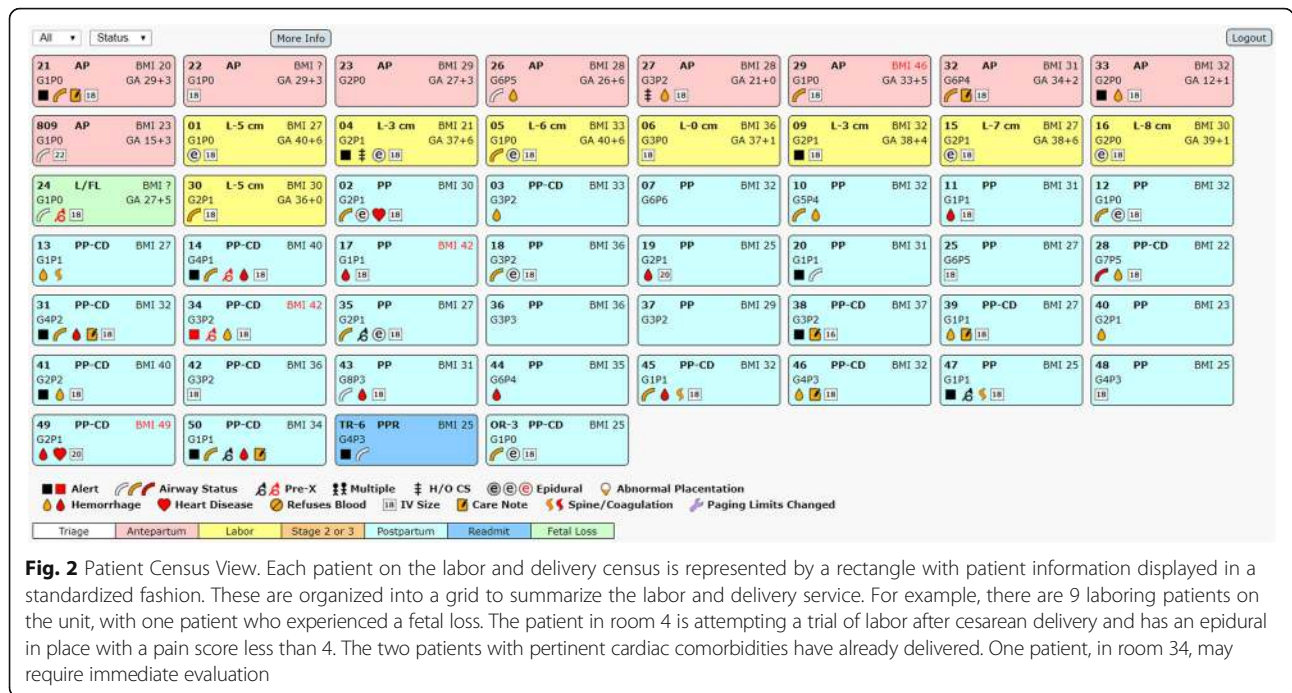 All Status More Info Logout
21 AP BMI 20
G1P0 GA 29+3
18
22 AP BMI ?
G1P0 GA 29+3
18
23 AP BMI 29
G2P0 GA 27+3
26 AP BMI 28
G6P5 GA 26+6
27 AP BMI 28
G3P2 GA 21+0
18
29 AP BMI 46
G1P0 GA 33+5
18
32 AP BMI 31
G6P4 GA 34+2
18
33 AP BMI 32
G2P0 GA 12+1
18
809 AP BMI 23
G1P0 GA 15+3
22
01 L-5 cm BMI 27
G1P0 GA 40+6
e 18
04 L-3 cm BMI 21
G2P1 GA 37+6
e 18
05 L-6 cm BMI 33
G1P0 GA 40+6
e 18
06 L-0 cm BMI 36
G3P0 GA 37+1
18
09 L-3 cm BMI 32
G2P1 GA 38+4
18
15 L-7 cm BMI 27
G2P1 GA 38+6
e 18
16 L-8 cm BMI 30
G2P0 GA 39+1
e 18
24 L/FL BMI ?
G1P0 GA 27+5
18
30 L-5 cm BMI 30
G2P1 GA 36+0
18
02 PP BMI 30
G2P1
e 18
03 PP-CD BMI 33
G3P2
07 PP BMI 32
G6P6
10 PP BMI 32
G5P4
11 PP BMI 31
G1P1
18
12 PP BMI 32
G1P0
e 18
13 PP-CD BMI 27
G1P1
14 PP-CD BMI 40
G4P1
18
17 PP BMI 42
G1P1
18
18 PP BMI 36
G3P2
e 18
19 PP BMI 25
G2P1
20
20 PP BMI 31
G1P1
25 PP BMI 27
G6P5
18
28 PP-CD BMI 22
G7P5
18
31 PP-CD BMI 32
G4P2
18
34 PP-CD BMI 42
G3P2
18
35 PP BMI 27
G2P1
e 18
36 PP BMI 36
G3P3
37 PP BMI 29
G3P2
38 PP-CD BMI 37
G3P2
16
39 PP-CD BMI 27
G1P1
18
40 PP BMI 23
G2P1
41 PP-CD BMI 40
G2P2
18
42 PP-CD BMI 36
G3P2
18
43 PP BMI 31
G8P3
18
44 PP BMI 35
G6P4
45 PP-CD BMI 32
G1P1
18
46 PP-CD BMI 32
G4P3
18
47 PP BMI 25
G1P1
18
48 PP BMI 25
G4P3
18
49 PP-CD BMI 49
G2P1
20
50 PP-CD BMI 34
G1P1
TR-6 PPR BMI 25
G4P3
OR-3 PP-CD BMI 25
G1P0
e 18
Alert Airway Status Pre-X Multiple H/O CS e e e Epidural Abnormal Placentation
Hemorrhage Heart Disease Refuses Blood 18 IV Size Care Note Spine/Coagulation Paging Limits Changed
Triage Antepartum Labor Stage 2 or 3 Postpartum Readmit Fetal Loss
Fig. 2 Patient Census View. Each patient on the labor and delivery census is represented by a rectangle with patient information displayed in a
standardized fashion. These are organized into a grid to summarize the labor and delivery service. For example, there are 9 laboring patients on
the unit, with one patient who experienced a fetal loss. The patient in room 4 is attempting a trial of labor after cesarean delivery and has an epidural
in place with a pain score less than 4. The two patients with pertinent cardiac comorbidities have already delivered. One patient, in room 34, may
require immediate evaluation